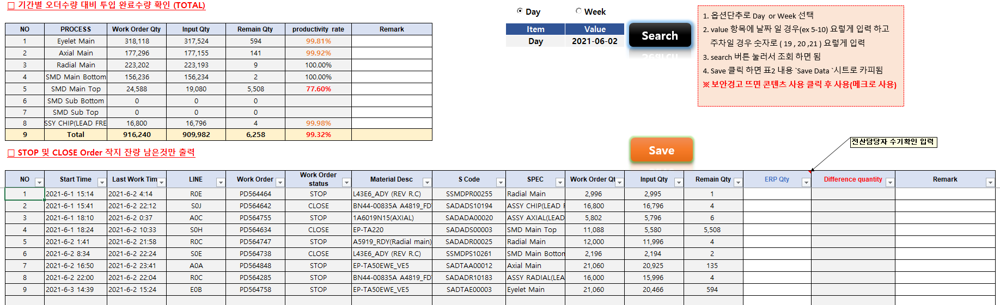 □ 기간별 오더수량 대비 투입 완료수량 확인 (TOTAL)
Day Week
Item Value
Day 2021-06-02
Search
1. 옵션단추로 Day or Week 선택
2. value 항목에 날짜 일 경우(ex 5-10) 요렇게 입력 하고
주차일 경우 숫자로 ( 19 , 20 ,21 ) 요렇게 입력
3. search 버튼 눌러서 조회 하면 됨
4. Save 클릭 하면 표2 내용 `Save Data `시트로 카피됨
※ 보안경고 뜨면 콘텐츠 사용 클릭 후 사용(메크로 사용)
NO PROCESS Work Order Qty Input Qty Remain Qty productivity rate Remark
1 Eyelet Main 318,118 317,524 594 99.81%
2 Axial Main 177,296 177,155 141 99.92%
3 Radial Main 223,202 223,193 9 100.00%
4 SMD Main Bottom 156,236 156,234 2 100.00%
5 SMD Main Top 24,588 19,080 5,508 77.60%
6 SMD Sub Bottom 0 0 0
7 SMD Sub Top 0 0 0
8 SSY CHIP(LEAD FRE 16,800 16,796 4 99.98%
9 Total 916,240 909,982 6,258 99.32%
Save
전산담당자 수기확인 입력
□ STOP 및 CLOSE Order 작지 잔량 남은것만 출력
NO Start Time Last Work Tim LINE Work Order Work Order status Material Desc S Code SPEC Work Order Qt Input Qty Remain Qty ERP Qty Difference quantity Remark
1 2021-6-1 15:14 2021-6-2 4:14 R0E PD564464 STOP L43E6_ADY (REV R.C) SSMDPR00255 Radial Main 2,996 2,995 1
2 2021-6-1 15:41 2021-6-2 22:12 S0J PD564642 CLOSE BN44-00835A A4819_FD SADADS10194 ASSY CHIP(LEAD F 16,800 16,796 4
3 2021-6-1 18:10 2021-6-2 0:37 A0C PD564755 STOP 1A6019N15(AXIAL) SADADA00020 ASSY AXIAL(LEAD 5,802 5,796 6
4 2021-6-1 18:24 2021-6-2 10:33 S0H PD564634 CLOSE EP-TA220 SADADS00003 SMD Main Top 11,088 5,580 5,508
5 2021-6-2 1:41 2021-6-2 21:58 R0C PD564747 STOP A5919_RDY(Radial main) SADADR00025 Radial Main 12,000 11,996 4
6 2021-6-2 8:34 2021-6-2 22:24 S0E PD564738 CLOSE L43E6_ADY (REV R.C) SSMDPS10261 SMD Main Bottom 2,196 2,194 2
7 2021-6-2 16:50 2021-6-2 23:41 A0A PD564848 STOP EP-TA50EWE_VE5 SADTAA00012 Axial Main 21,060 20,925 135
8 2021-6-2 22:00 2021-6-2 22:04 R0C PD564285 STOP BN44-00835A A4819_FD SADADR10183 ASSY RADIAL(LEA 16,000 15,996 4
9 2021-6-3 14:39 2021-6-2 15:24 E0B PD564758 STOP EP-TA50EWE_VE5 SADTAE00003 Eyelet Main 21,060 20,466 594